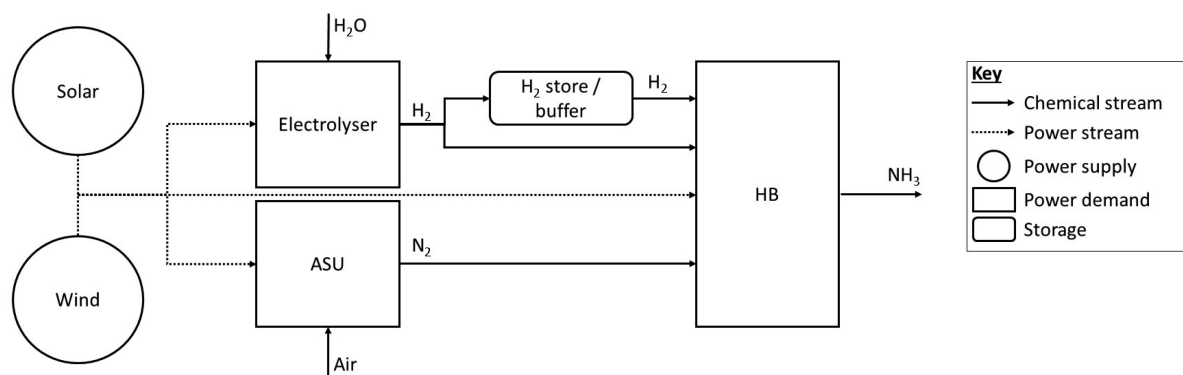 Solar
Wind
H₂O
Electrolyser
H₂
H₂ store /
buffer
H₂
ASU
N₂
Air
HB
NH₃
Key
Chemical stream
Power stream
Power supply
Power demand
Storage